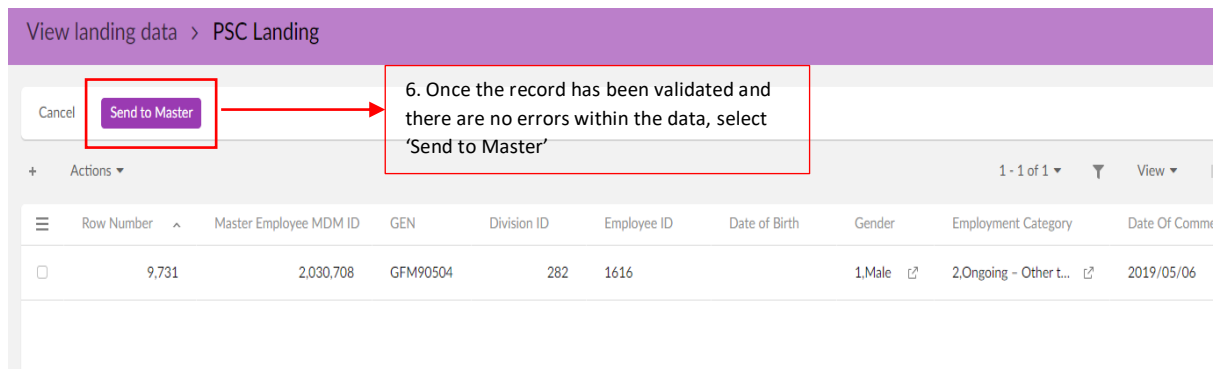 View landing data > PSC Landing
Cancel Send to Master
6. Once the record has been validated and
there are no errors within the data, select
‘Send to Master’
+ Actions 1 - 1 of 1 View
Row Number Master Employee MDM ID GEN Division ID Employee ID Date of Birth Gender Employment Category Date Of Comme
9,731 2,030,708 GFM90504 282 1616 1,Male 2,Ongoing – Other t... 2019/05/06